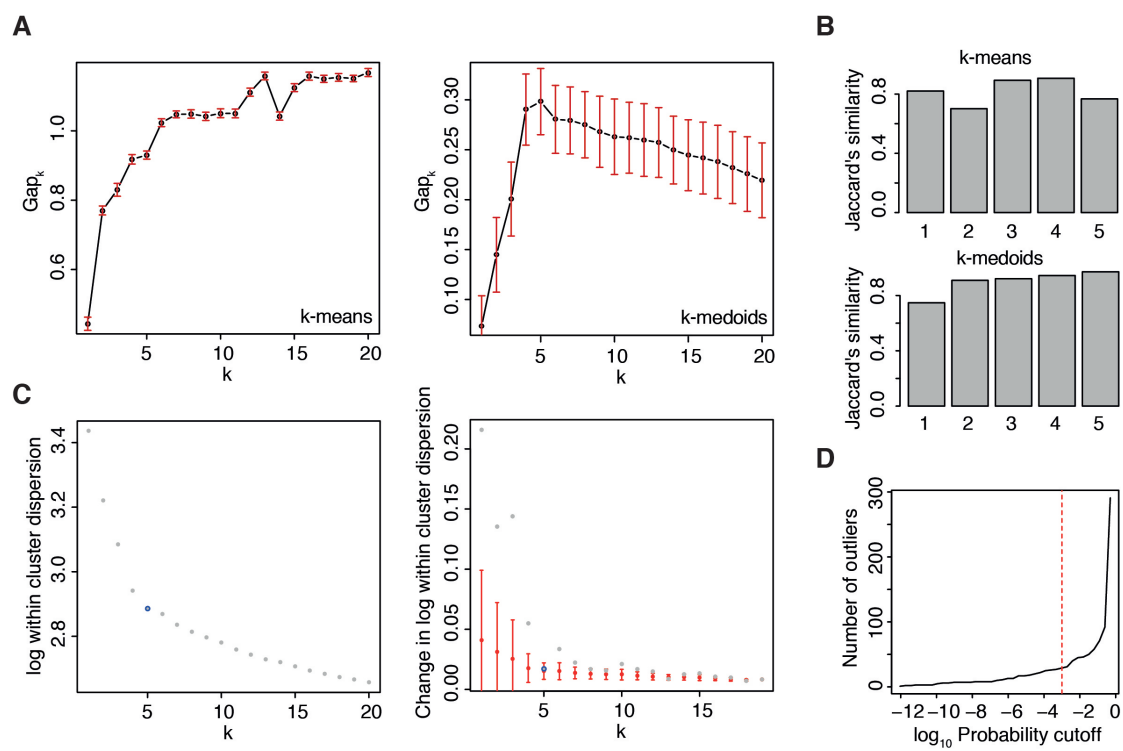 A
Gap k
0.6 0.8 1.0
5 10 15 20
k
k-means
Gap k
0.10 0.15 0.20 0.25 0.30
5 10 15 20
k
k-medoids
B
k-means
Jaccard's similarity
0.0 0.4 0.8
1 2 3 4 5
k-medoids
Jaccard's similarity
0.0 0.4 0.8
1 2 3 4 5
C
log within cluster dispersion
2.8 3.0 3.2 3.4
5 10 15 20
k
Change in log within cluster dispersion
0.00 0.05 0.10 0.15 0.20
5 10 15
k
D
Number of outliers
0 100 200 300
−12 −10 −8 −6 −4 −2 0
log10 Probability cutoff